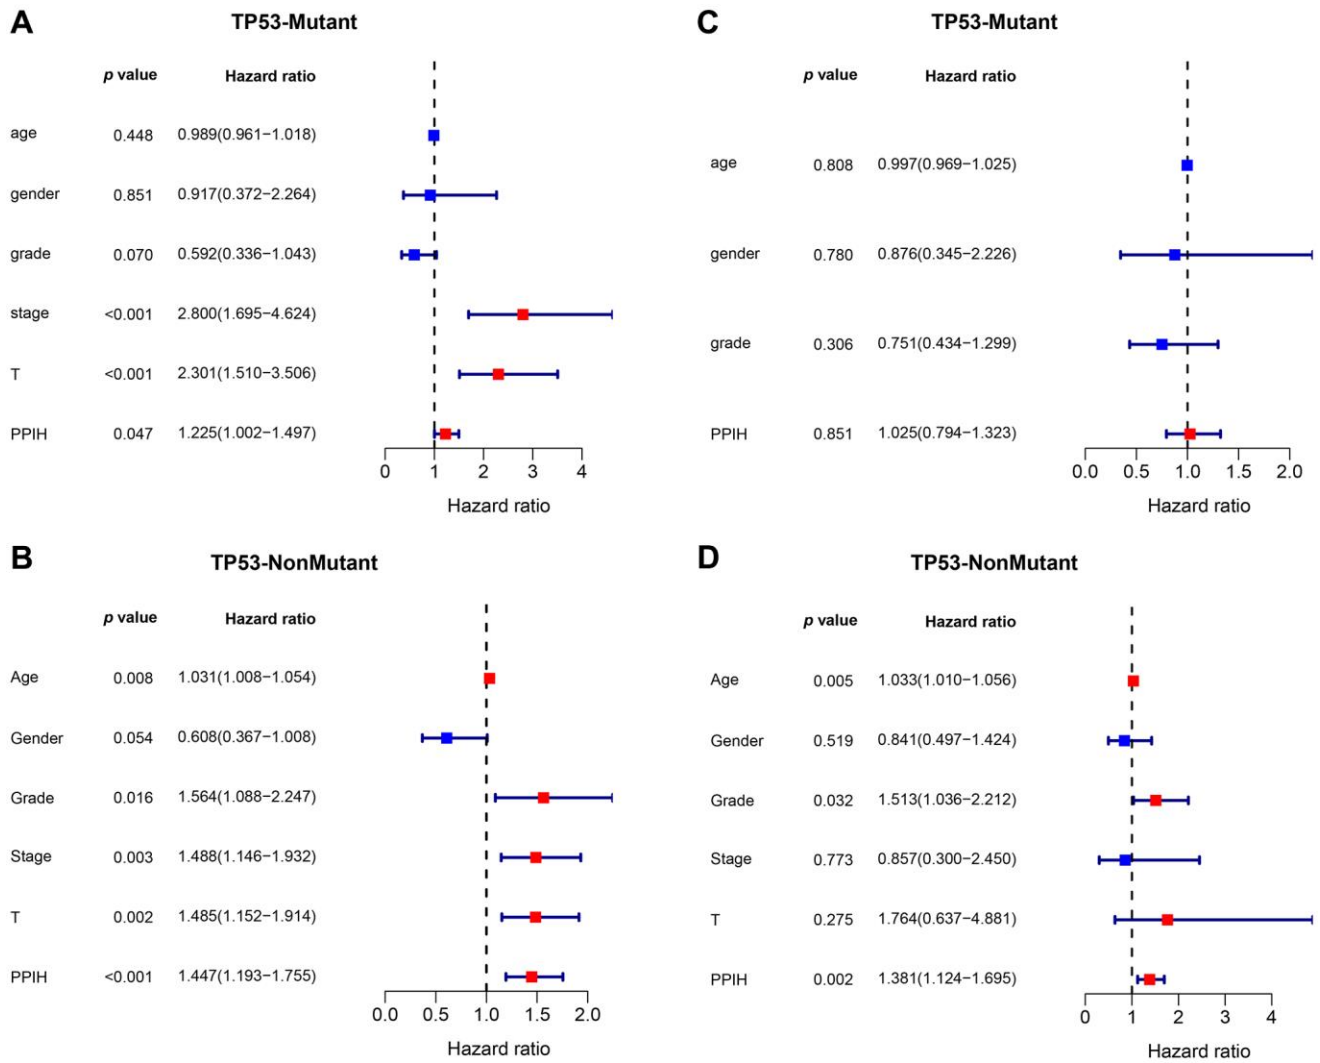 A
TP53-Mutant
p value Hazard ratio
age 0.448 0.989(0.961−1.018)
gender 0.851 0.917(0.372−2.264)
grade 0.070 0.592(0.336−1.043)
stage <0.001 2.800(1.695−4.624)
T <0.001 2.301(1.510−3.506)
PPIH 0.047 1.225(1.002−1.497)
0 1 2 3 4
Hazard ratio
C
TP53-Mutant
p value Hazard ratio
age 0.808 0.997(0.969−1.025)
gender 0.780 0.876(0.345−2.226)
grade 0.306 0.751(0.434−1.299)
PPIH 0.851 1.025(0.794−1.323)
0.0 0.5 1.0 1.5 2.0
Hazard ratio
B
TP53-NonMutant
p value Hazard ratio
Age 0.008 1.031(1.008−1.054)
Gender 0.054 0.608(0.367−1.008)
Grade 0.016 1.564(1.088−2.247)
Stage 0.003 1.488(1.146−1.932)
T 0.002 1.485(1.152−1.914)
PPIH <0.001 1.447(1.193−1.755)
0.0 0.5 1.0 1.5 2.0
Hazard ratio
D
TP53-NonMutant
p value Hazard ratio
Age 0.005 1.033(1.010−1.056)
Gender 0.519 0.841(0.497−1.424)
Grade 0.032 1.513(1.036−2.212)
Stage 0.773 0.857(0.300−2.450)
T 0.275 1.764(0.637−4.881)
PPIH 0.002 1.381(1.124−1.695)
0 1 2 3 4
Hazard ratio